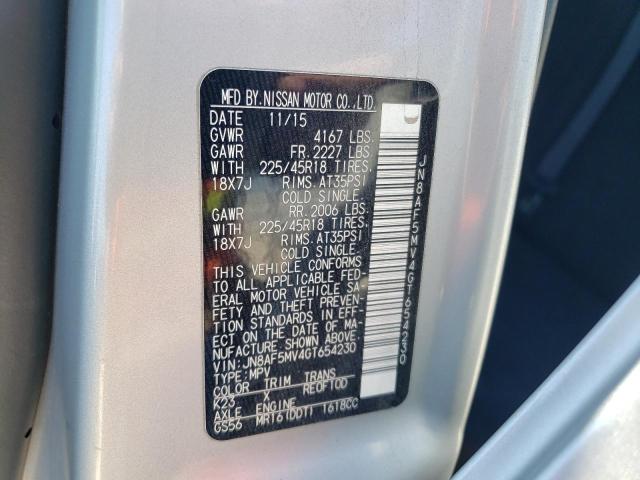 MFD BY. NISSAN MOTOR CO., LTD.
DATE 11/15
GVWR 4167 LBS.
GAWR FR. 2227 LBS
WITH 225/45R18 TIRES.
18X7J RIMS. AT35PSI
COLD SINGLE.
GAWR RR. 2006 LBS.
WITH 225/45R18 TIRES.
18X7J RIMS. AT35PSI
COLD SINGLE.
THIS VEHICLE CONFORMS
TO ALL APPLICABLE FED-
ERAL MOTOR VEHICLE SA-
FETY AND THEFT PREVEN-
TION STANDARDS IN EFF-
ECT ON THE DATE OF MA-
NUFACTURE SHOWN ABOVE.
VIN: JN8AF5MV4GT654230
TYPE: MPV
COLOR TRIM TRANS
K23 X RE0F10D
AXLE ENGINE
GS56 MR16(DDT) 1618CC
JN8AF5MV4GT654230